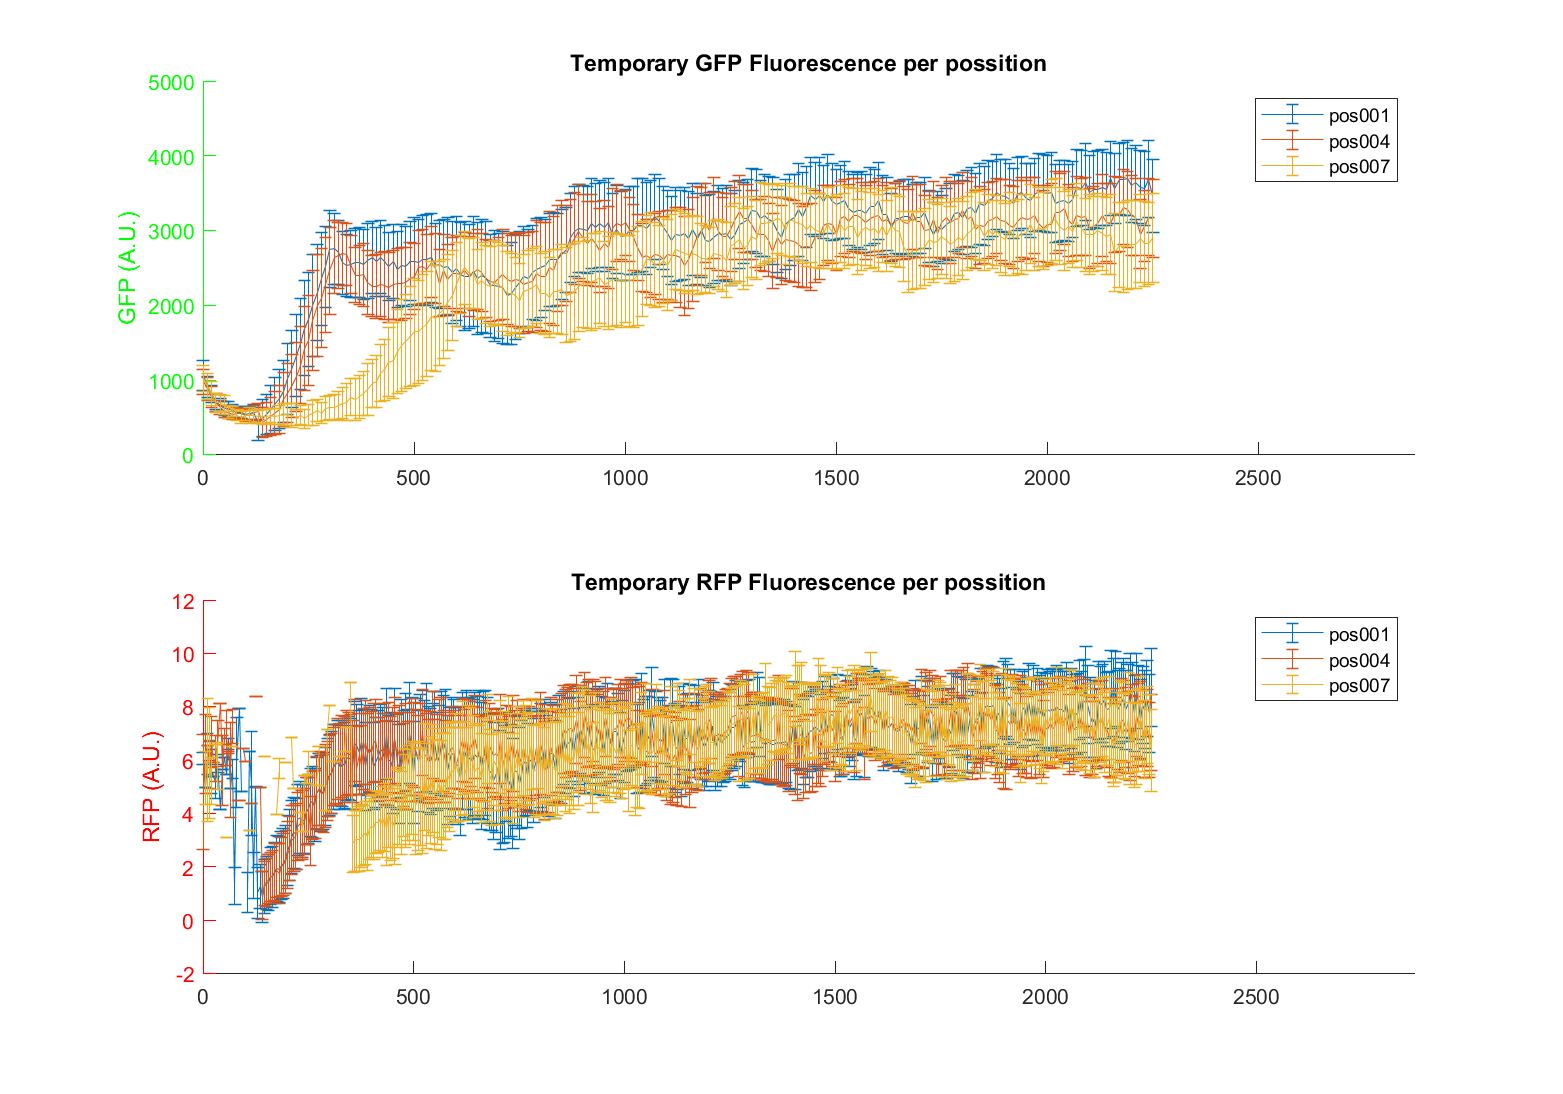 Temporary GFP Fluorescence per possition
GFP (A.U.)
5000
4000
3000
2000
1000
0
0 500 1000 1500 2000 2500
pos001
pos004
pos007
Temporary RFP Fluorescence per possition
RFP (A.U.)
12
10
8
6
4
2
0
-2
0 500 1000 1500 2000 2500
pos001
pos004
pos007